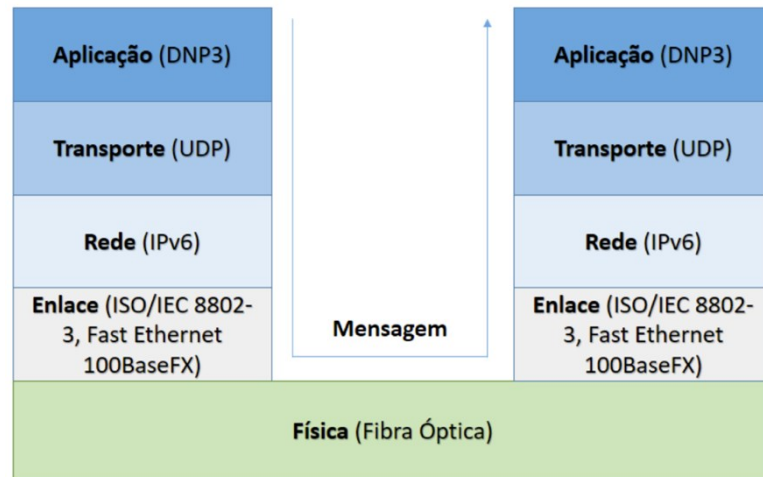 Aplicação (DNP3)
Aplicação (DNP3)
Transporte (UDP)
Transporte (UDP)
Rede (IPv6)
Rede (IPv6)
Enlace (ISO/IEC 8802-
3, Fast Ethernet
100BaseFX)
Enlace (ISO/IEC 8802-
3, Fast Ethernet
100BaseFX)
Mensagem
Física (Fibra Óptica)